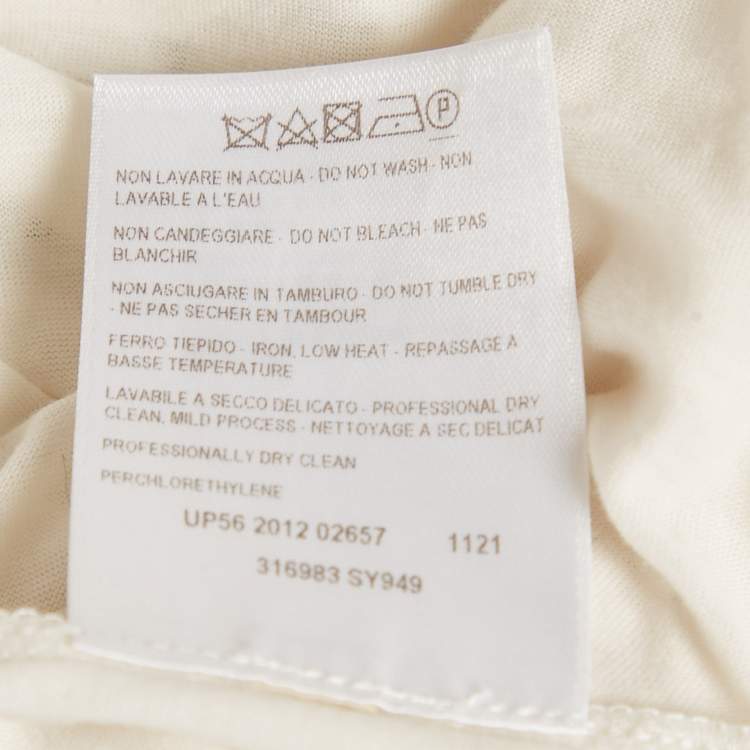 P
NON LAVARE IN ACQUA - DO NOT WASH - NON
LAVABLE A L'EAU
NON CANDEGGIARE - DO NOT BLEACH - NE PAS
BLANCHIR
NON ASCIUGARE IN TAMBURO - DO NOT TUMBLE DRY
- NE PAS SECHER EN TAMBOUR
FERRO TIEPIDO - IRON, LOW HEAT - REPASSAGE A
BASSE TEMPERATURE
LAVABILE A SECCO DELICATO - PROFESSIONAL DRY
CLEAN, MILD PROCESS - NETTOYAGE A SEC DELICAT
PROFESSIONALLY DRY CLEAN
PERCHLORETHYLENE
UP56 2012 02657 1121
316983 SY949